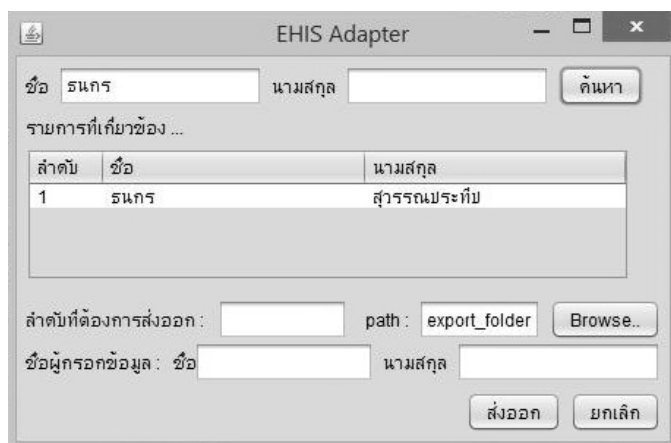 EHIS Adapter
ชื่อ ธนกร นามสกุล ค้นหา
รายการที่เกี่ยวข้อง ...
ลำดับ ชื่อ นามสกุล
1 ธนกร สุวรรณประทีป
ลำดับที่ต้องการส่งออก : path : export_folder Browse..
ชื่อผู้กรอกข้อมูล : ชื่อ นามสกุล
ส่งออก ยกเลิก